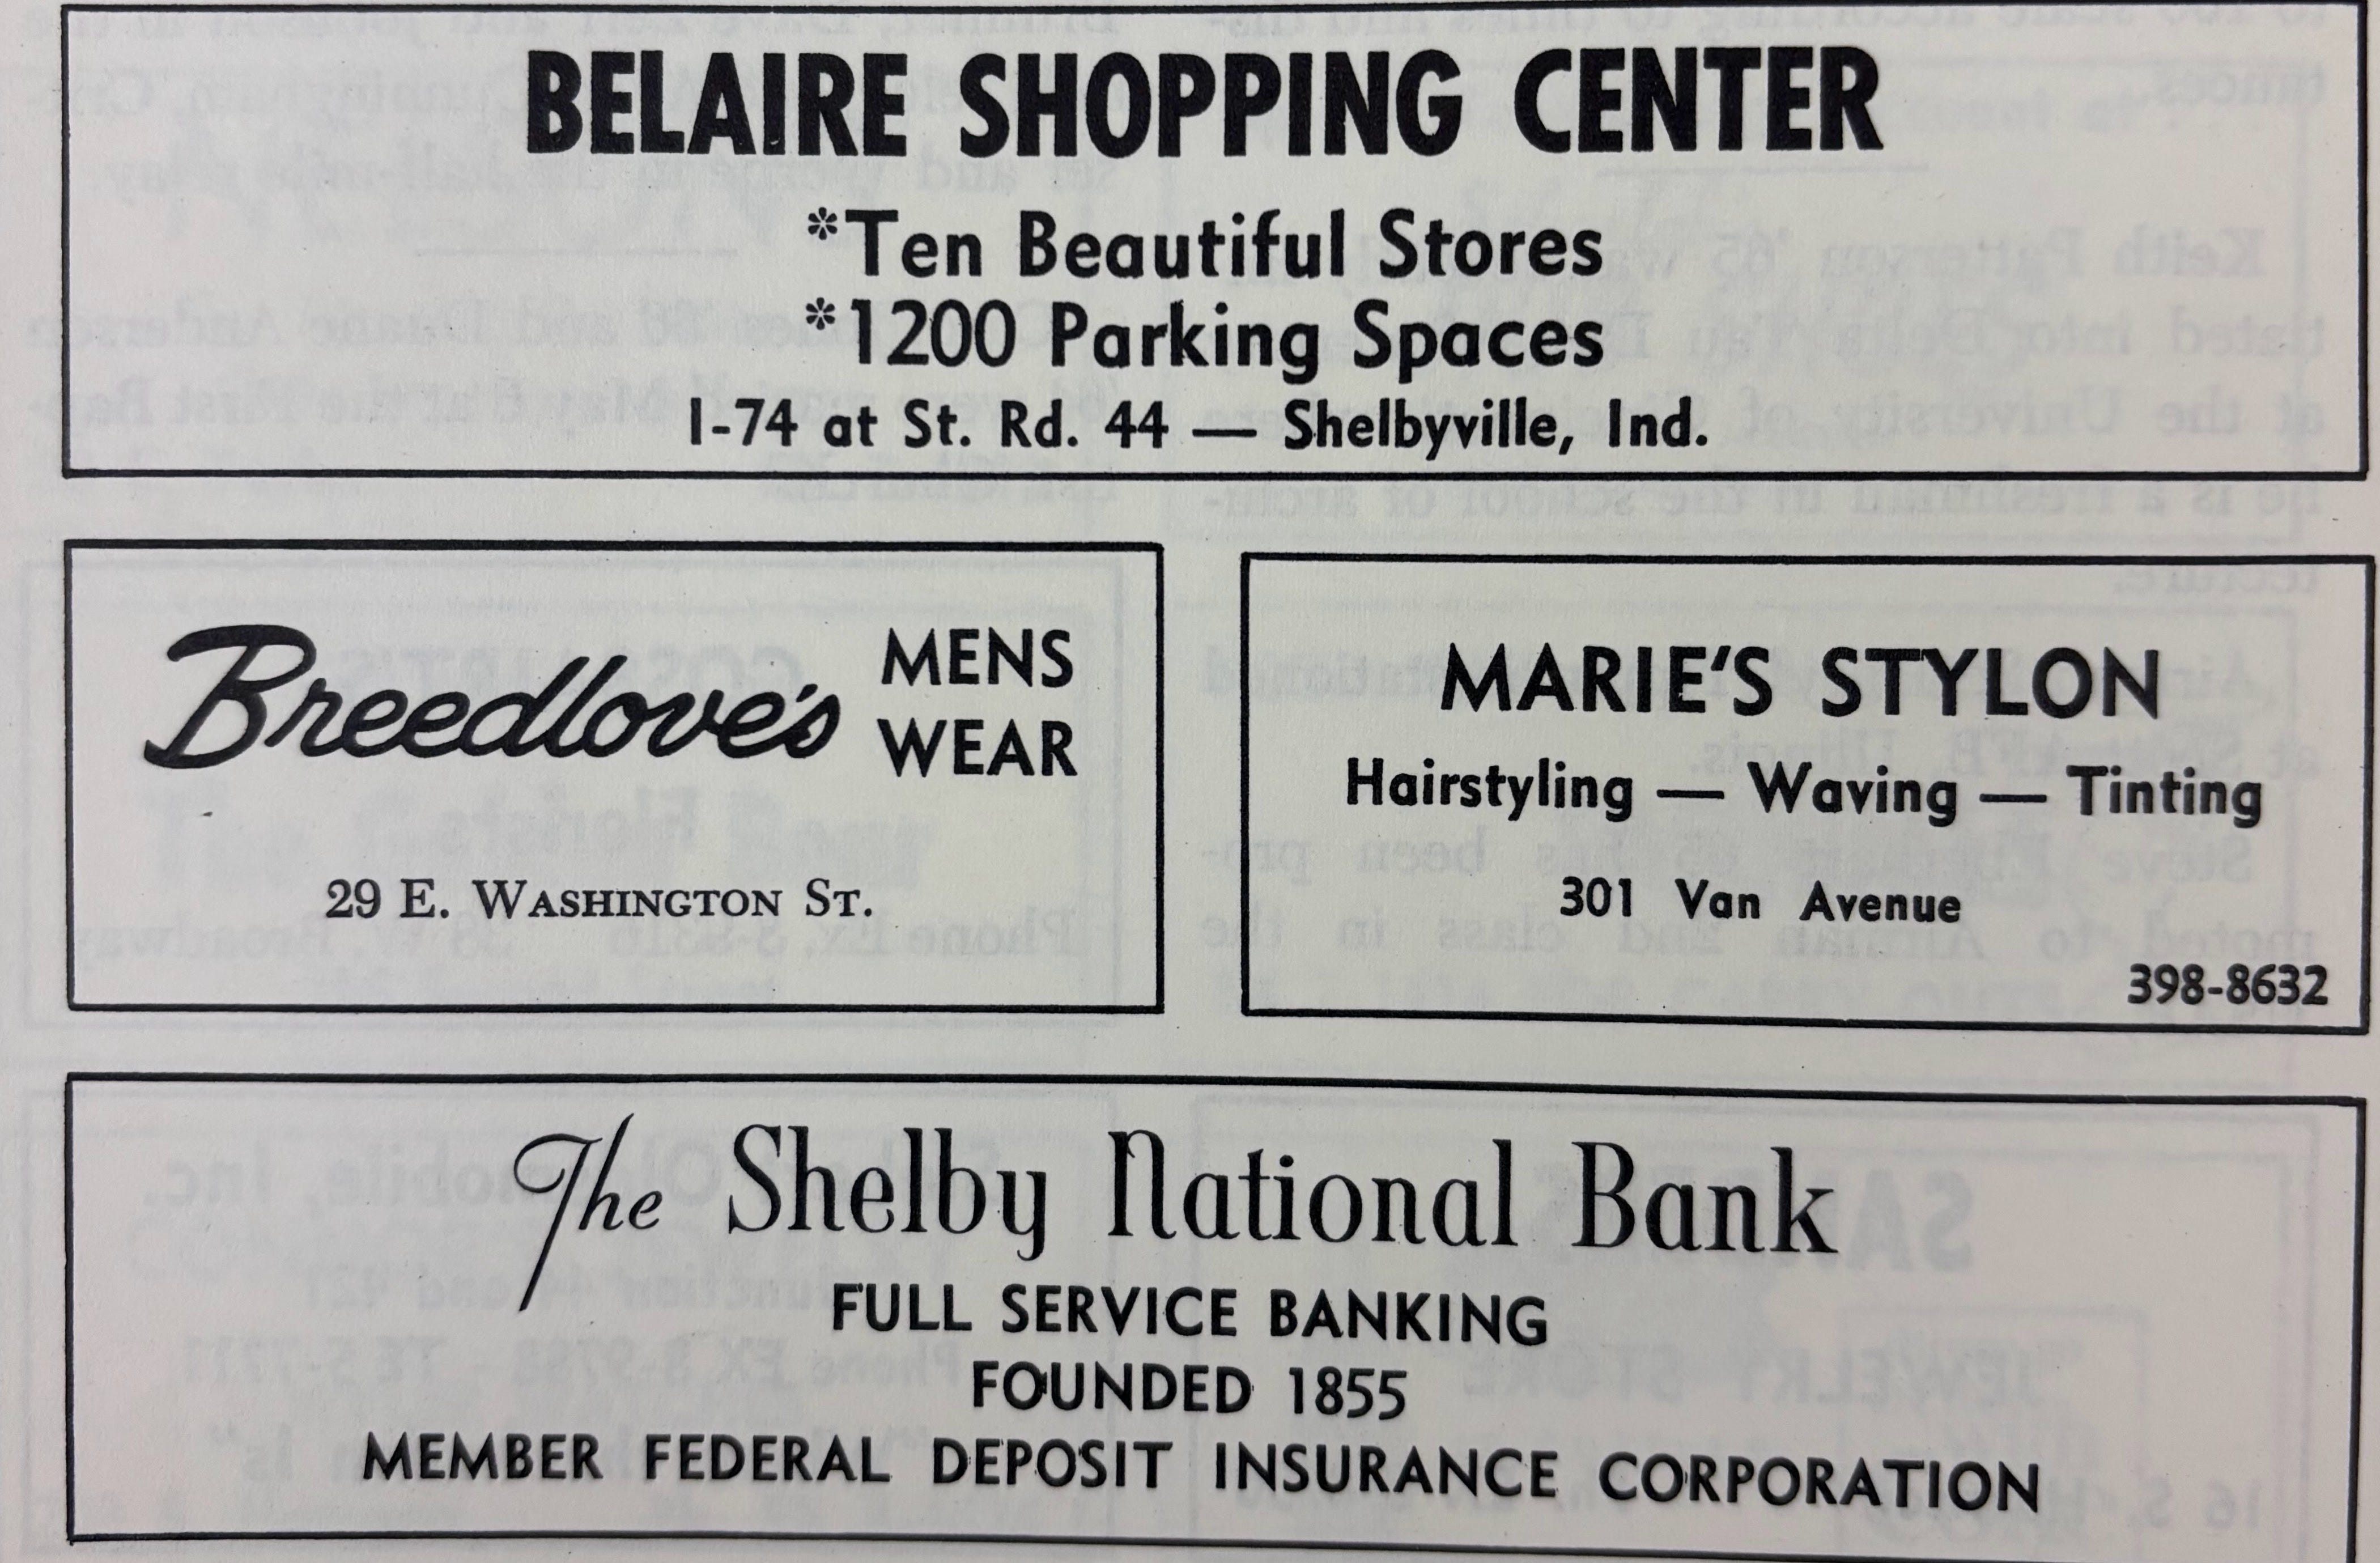 BELAIRE SHOPPING CENTER
*Ten Beautiful Stores
*1200 Parking Spaces
I-74 at St. Rd. 44 — Shelbyville, Ind.
Breedlove's MENS WEAR
29 E. WASHINGTON ST.
MARIE'S STYLON
Hairstyling — Waving — Tinting
301 Van Avenue
398-8632
The Shelby National Bank
FULL SERVICE BANKING
FOUNDED 1855
MEMBER FEDERAL DEPOSIT INSURANCE CORPORATION